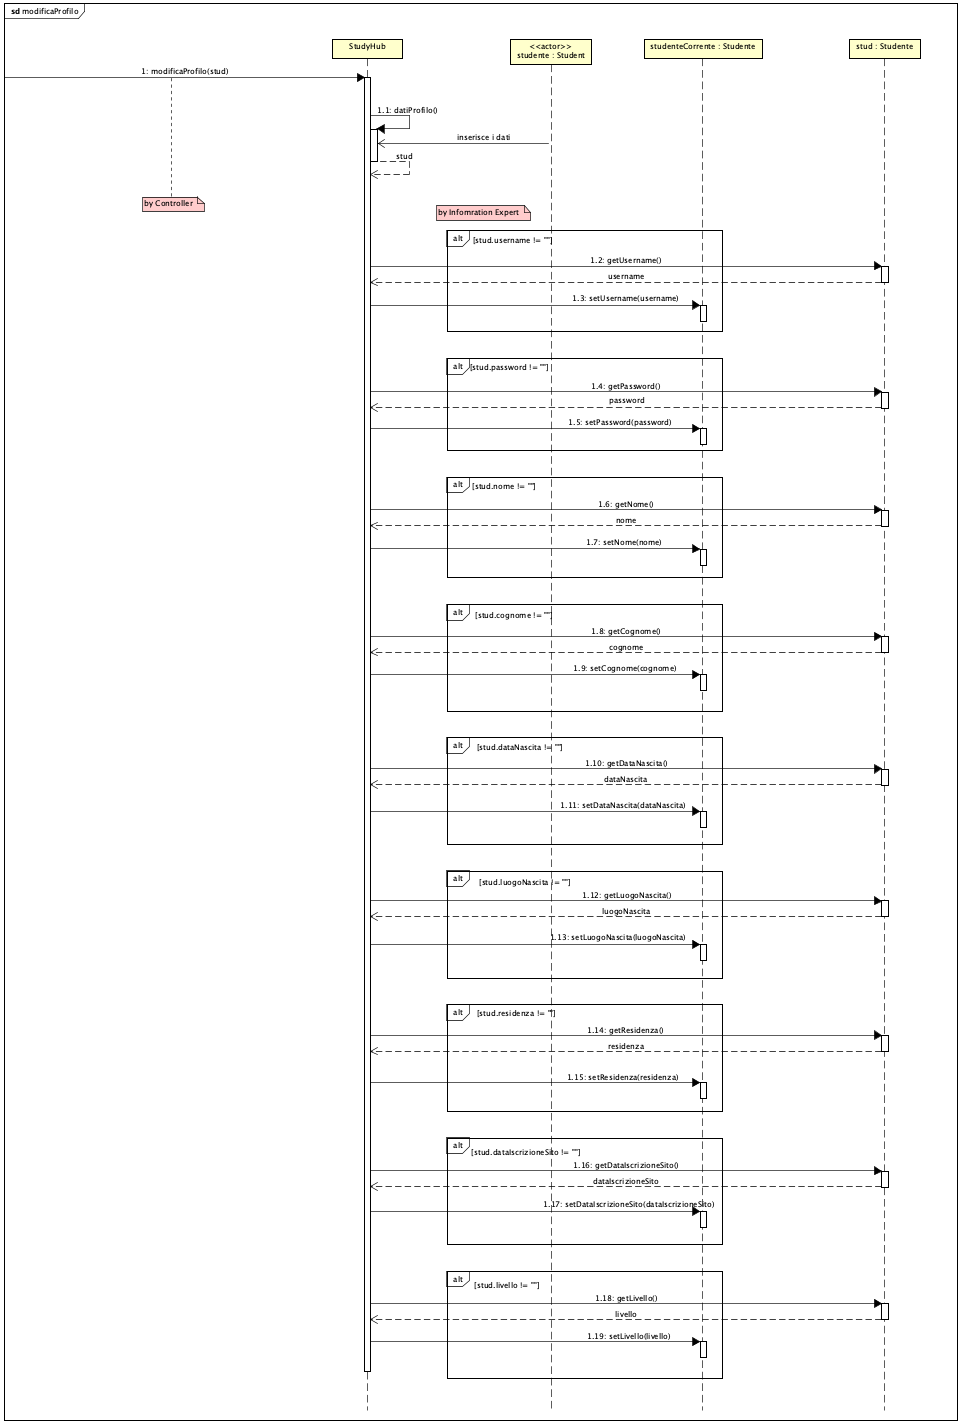 sd modificaProfilo
StudyHub
<<actor>>
studente : Student
studenteCorrente : Studente
stud : Studente
1: modificaProfilo(stud)
1.1: datiProfilo()
inserisce i dati
stud
by Controller
by Infomration Expert
alt [stud.username != ""]
1.2: getUsername()
username
1.3: setUsername(username)
alt [stud.password != ""]
1.4: getPassword()
password
1.5: setPassword(password)
alt [stud.nome != ""]
1.6: getNome()
nome
1.7: setNome(nome)
alt [stud.cognome != ""]
1.8: getCognome()
cognome
1.9: setCognome(cognome)
alt [stud.dataNascita != ""]
1.10: getDataNascita()
dataNascita
1.11: setDataNascita(dataNascita)
alt [stud.luogoNascita != ""]
1.12: getLuogoNascita()
luogoNascita
1.13: setLuogoNascita(luogoNascita)
alt [stud.residenza != ""]
1.14: getResidenza()
residenza
1.15: setResidenza(residenza)
alt [stud.dataIscrizioneSito != ""]
1.16: getDataIscrizioneSito()
dataIscrizioneSito
1.17: setDataIscrizioneSito(dataIscrizioneSito)
alt [stud.livello != ""]
1.18: getLivello()
livello
1.19: setLivello(livello)